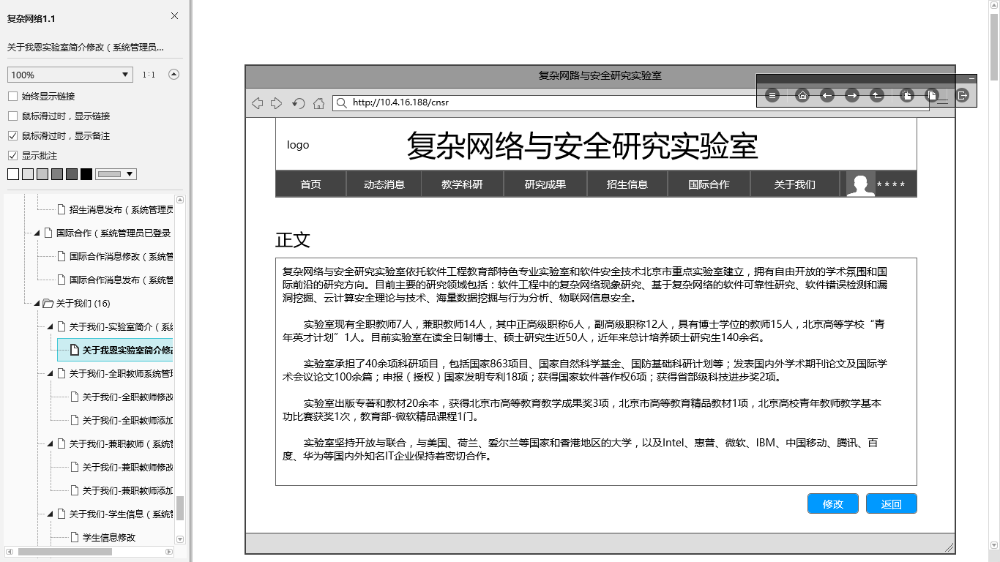 复杂网络1.1
关于我恩实验室简介修改（系统管理员...
100%
1:1
始终显示链接
鼠标滑过时，显示链接
鼠标滑过时，显示备注
显示批注
招生消息发布（系统管理员
国际合作（系统管理员已登录
国际合作消息修改（系统管
国际合作消息发布（系统管
关于我们 (16)
关于我们-实验室简介（系统
关于我恩实验室简介修改
关于我们-全职教师系统管理
关于我们-全职教师修改
关于我们-全职教师添加
关于我们-兼职教师（系统管
关于我们-兼职教师修改
关于我们-兼职教师添加
关于我们-学生信息（系统管
学生信息修改
复杂网路与安全研究实验室
http://10.4.16.188/cnsr
logo
复杂网络与安全研究实验室
首页 动态消息 教学科研 研究成果 招生信息 国际合作 关于我们 ****
正文
复杂网络与安全研究实验室依托软件工程教育部特色专业实验室和软件安全技术北京市重点实验室建立，拥有自由开放的学术氛围和国
际前沿的研究方向。目前主要的研究领域包括：软件工程中的复杂网络现象研究、基于复杂网络的软件可靠性研究、软件错误检测和漏
洞挖掘、云计算安全理论与技术、海量数据挖掘与行为分析、物联网信息安全。
实验室现有全职教师7人，兼职教师14人，其中正高级职称6人，副高级职称12人，具有博士学位的教师15人，北京高等学校“青
年英才计划”1人。目前实验室在读全日制博士、硕士研究生近50人，近年来总计培养硕士研究生140余名。
实验室承担了40余项科研项目，包括国家863项目、国家自然科学基金、国防基础科研计划等；发表国内外学术期刊论文及国际学
术会议论文100余篇；申报（授权）国家发明专利18项；获得国家软件著作权6项；获得省部级科技进步奖2项。
实验室出版专著和教材20余本，获得北京市高等教育教学成果奖3项，北京市高等教育精品教材1项，北京高校青年教师教学基本
功比赛获奖1次，教育部-微软精品课程1门。
实验室坚持开放与联合，与美国、荷兰、爱尔兰等国家和香港地区的大学，以及Intel、惠普、微软、IBM、中国移动、腾讯、百
度、华为等国内外知名IT企业保持着密切合作。
修改 返回